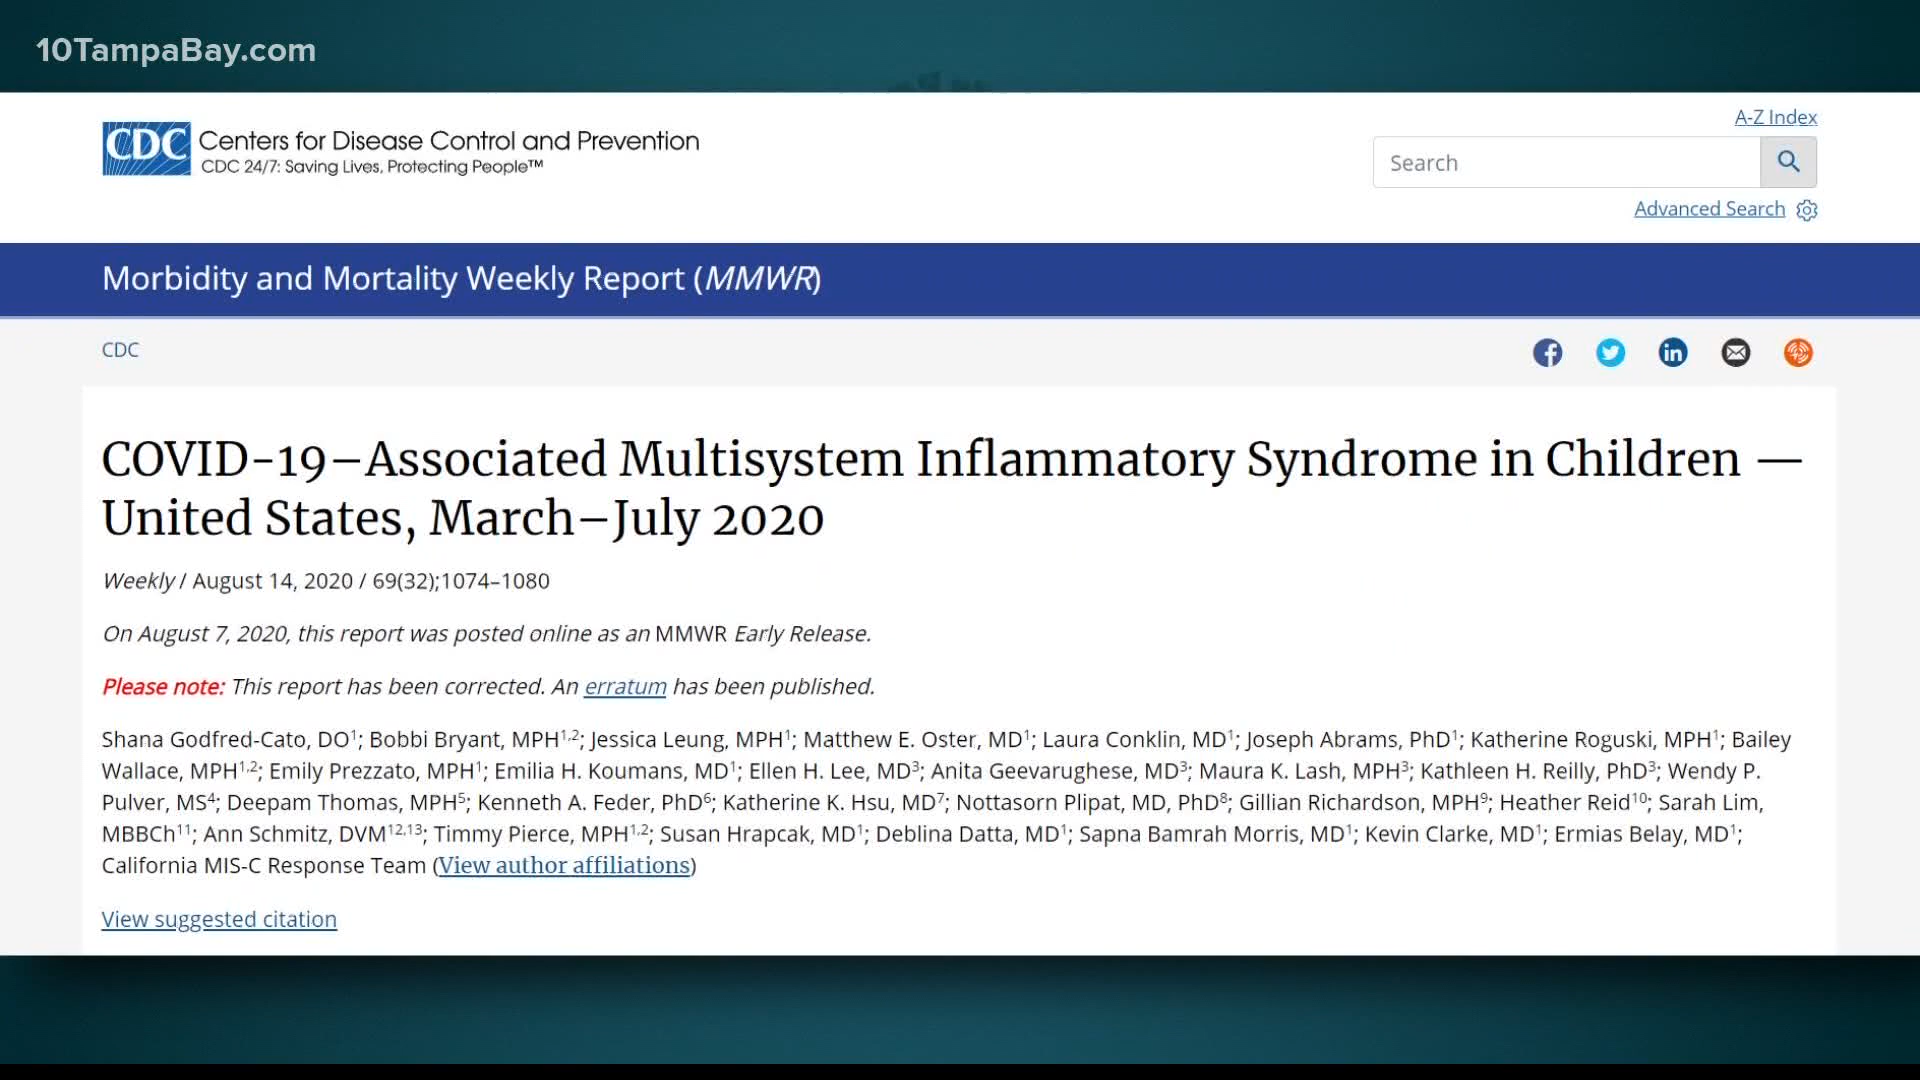 10TampaBay.com
A-Z Index
CDC Centers for Disease Control and Prevention
CDC 24/7: Saving Lives, Protecting People™
Search
Advanced Search
Morbidity and Mortality Weekly Report (MMWR)
CDC
COVID-19–Associated Multisystem Inflammatory Syndrome in Children —
United States, March–July 2020
Weekly / August 14, 2020 / 69(32);1074–1080
On August 7, 2020, this report was posted online as an MMWR Early Release.
Please note: This report has been corrected. An erratum has been published.
Shana Godfred-Cato, DO¹; Bobbi Bryant, MPH¹,²; Jessica Leung, MPH¹; Matthew E. Oster, MD¹; Laura Conklin, MD¹; Joseph Abrams, PhD¹; Katherine Roguski, MPH¹; Bailey
Wallace, MPH¹,²; Emily Prezzato, MPH¹; Emilia H. Koumans, MD¹; Ellen H. Lee, MD³; Anita Geevarughese, MD³; Maura K. Lash, MPH³; Kathleen H. Reilly, PhD³; Wendy P.
Pulver, MS⁴; Deepam Thomas, MPH⁵; Kenneth A. Feder, PhD⁶; Katherine K. Hsu, MD⁷; Nottasorn Plipat, MD, PhD⁸; Gillian Richardson, MPH⁹; Heather Reid¹⁰; Sarah Lim,
MBBCh¹¹; Ann Schmitz, DVM¹²,¹³; Timmy Pierce, MPH¹,²; Susan Hrapcak, MD¹; Deblina Datta, MD¹; Sapna Bamrah Morris, MD¹; Kevin Clarke, MD¹; Ermias Belay, MD¹;
California MIS-C Response Team (View author affiliations)
View suggested citation